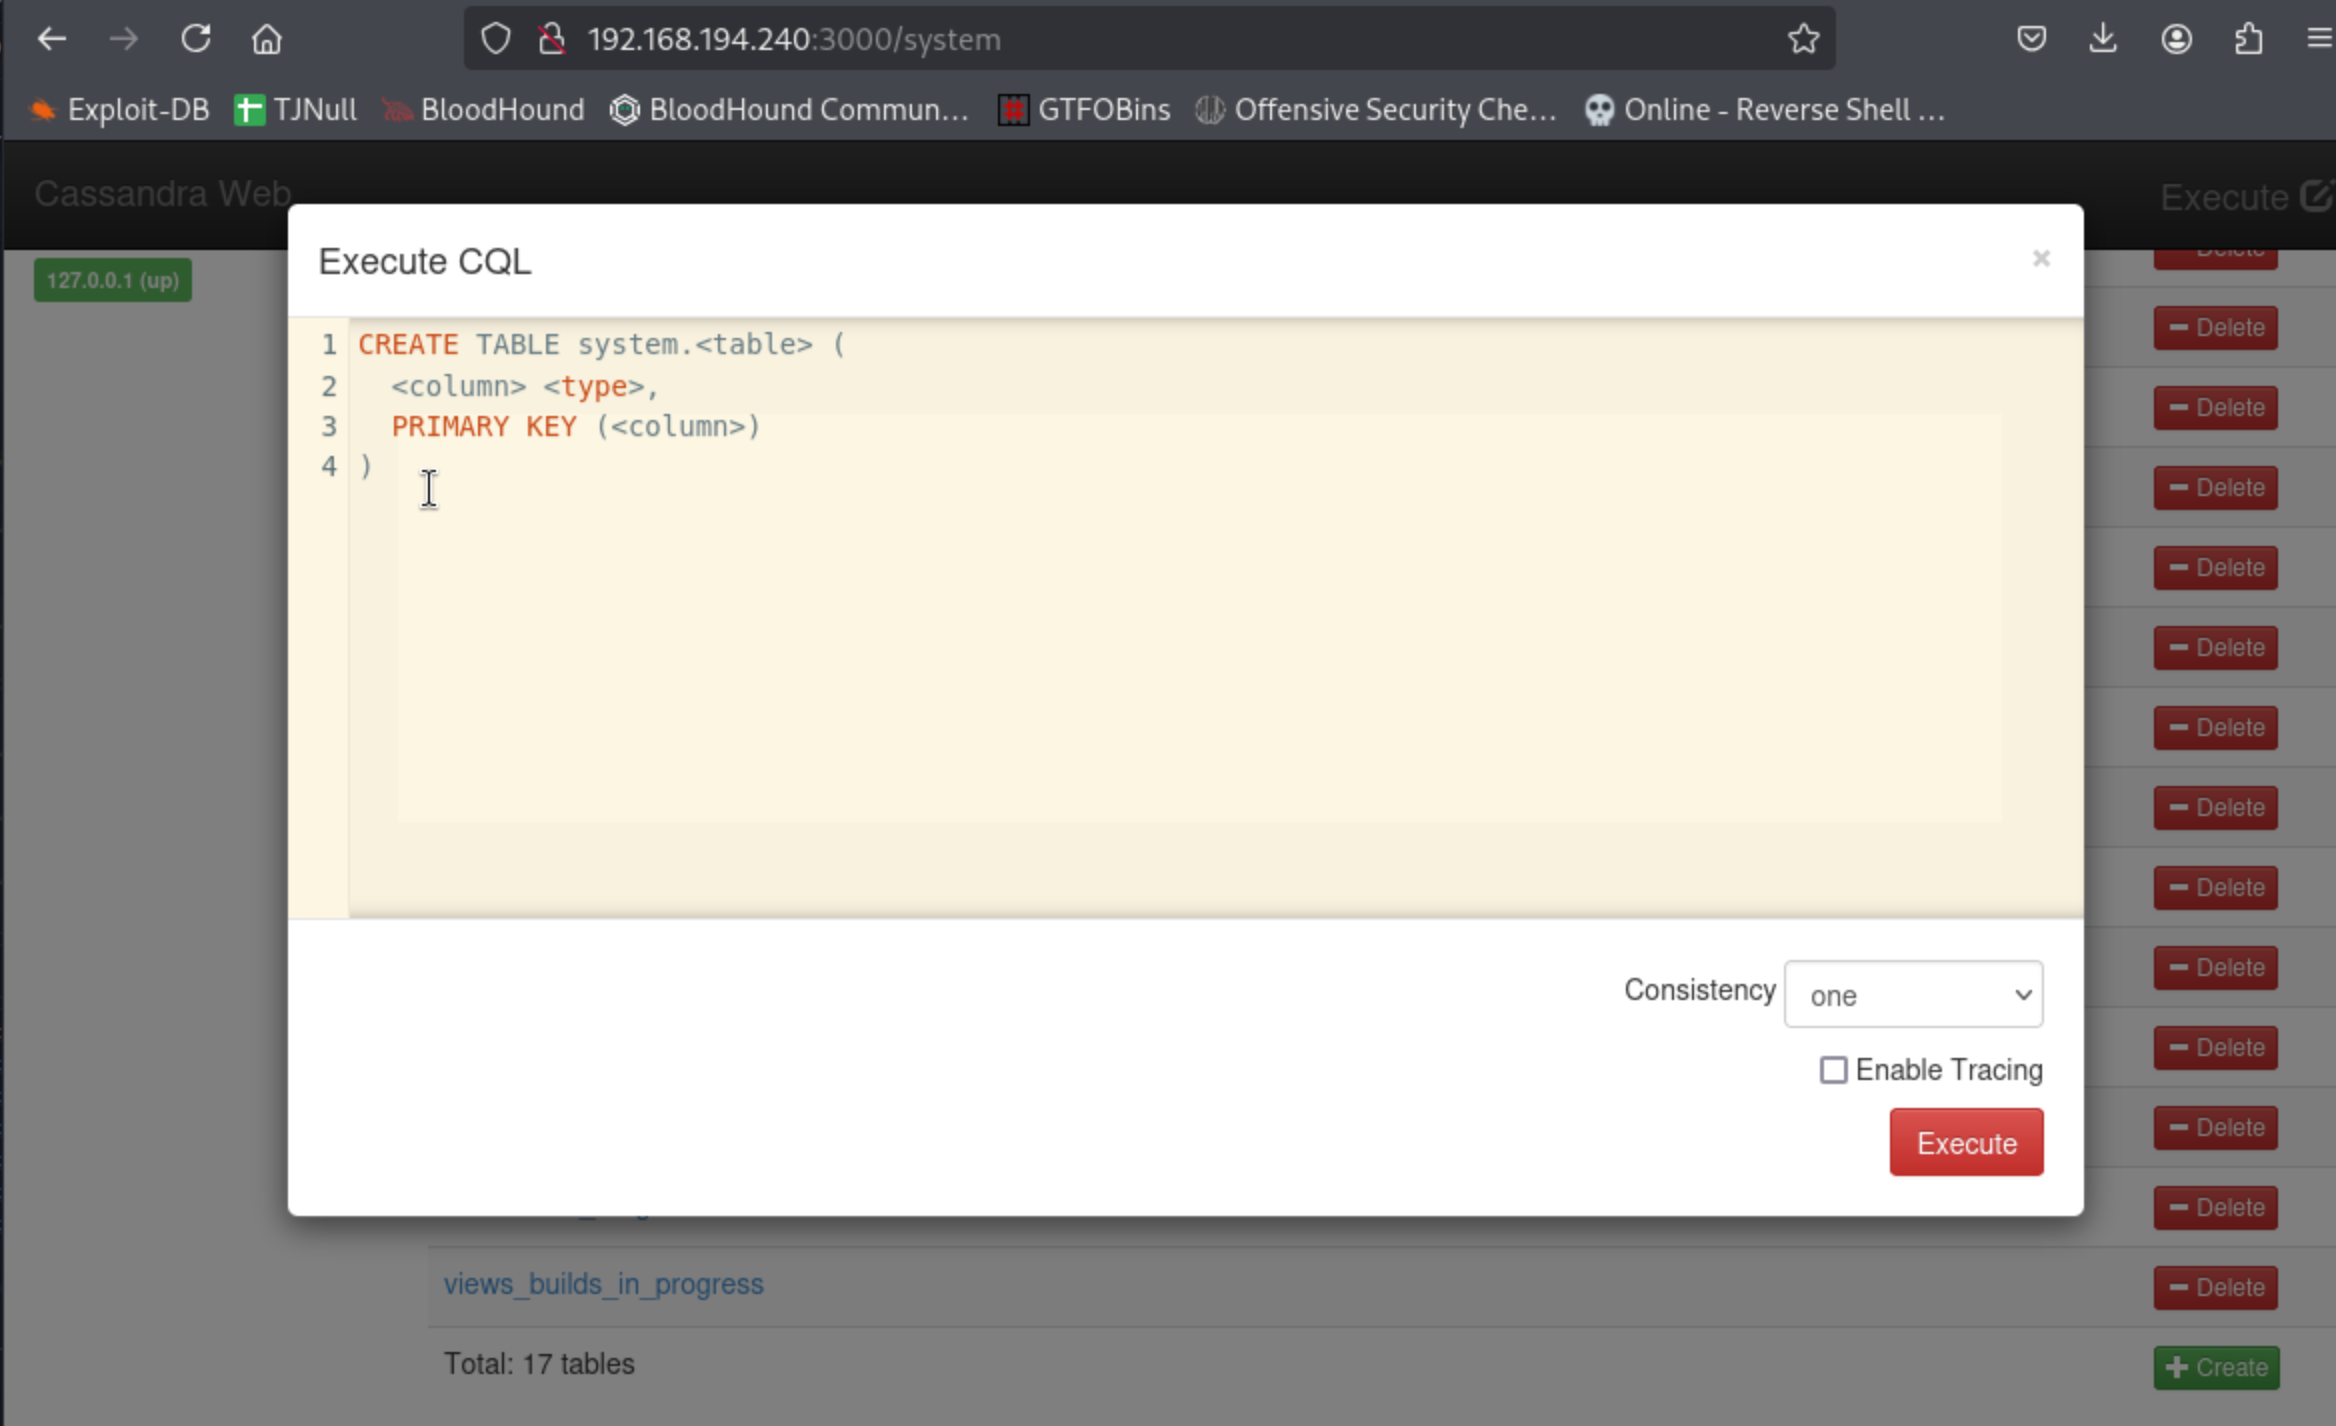 192.168.194.240:3000/system
Exploit-DB TJNull BloodHound BloodHound Commun… GTFOBins Offensive Security Che… Online - Reverse Shell …
Cassandra Web Execute
127.0.0.1 (up)
Execute CQL ×
1 CREATE TABLE system.<table> (
2 <column> <type>,
3 PRIMARY KEY (<column>)
4 )
Consistency one
Enable Tracing
Execute
Delete
Delete
Delete
Delete
Delete
Delete
Delete
Delete
Delete
Delete
Delete
Delete
Delete
views_builds_in_progress Delete
Total: 17 tables Create